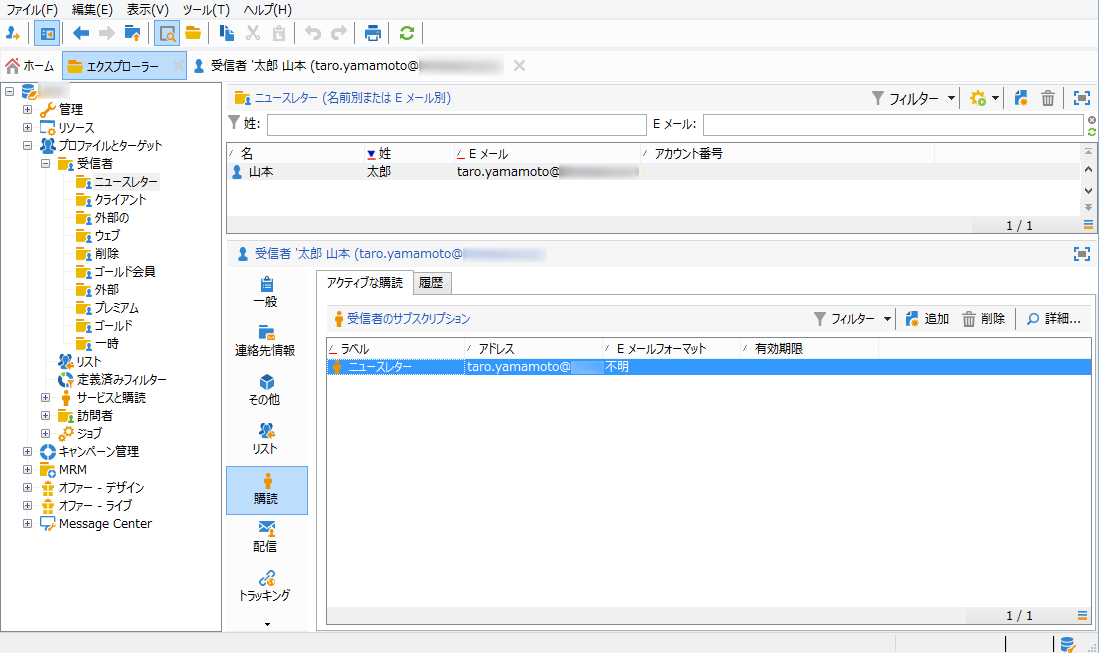 ファイル(F) 編集(E) 表示(V) ツール(T) ヘルプ(H)
ホーム エクスプローラー 受信者 '太郎 山本 (taro.yamamoto@
管理
リソース
プロファイルとターゲット
受信者
ニュースレター
クライアント
外部の
ウェブ
削除
ゴールド会員
外部
プレミアム
ゴールド
一時
リスト
定義済みフィルター
サービスと購読
訪問者
ジョブ
キャンペーン管理
MRM
オファー - デザイン
オファー - ライブ
Message Center
ニュースレター (名前別または E メール別) フィルター
姓: E メール:
名 姓 E メール アカウント番号
山本 太郎 taro.yamamoto@
1 / 1
受信者 '太郎 山本 (taro.yamamoto@
一般
連絡先情報
その他
リスト
購読
配信
トラッキング
アクティブな購読 履歴
受信者のサブスクリプション フィルター 追加 削除 詳細...
ラベル アドレス E メールフォーマット 有効期限
ニュースレター taro.yamamoto@ 不明
1 / 1